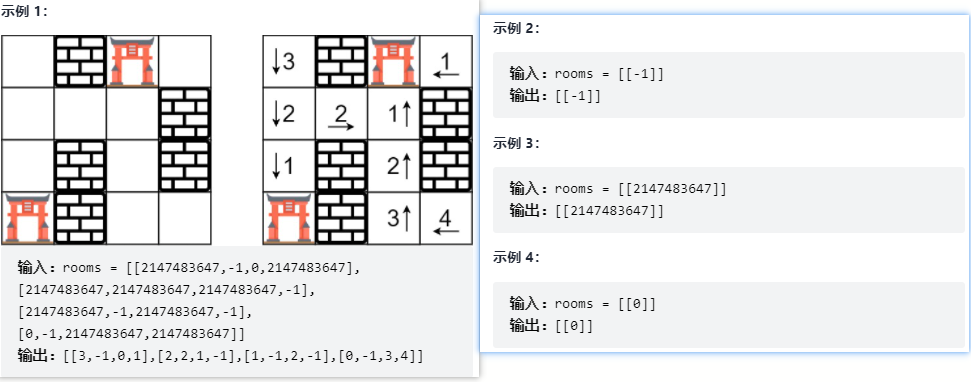 示例 1：
3
1
2
2
1
1
2
3
4
输入：rooms = [[2147483647,-1,0,2147483647],
[2147483647,2147483647,2147483647,-1],
[2147483647,-1,2147483647,-1],
[0,-1,2147483647,2147483647]]
输出：[[3,-1,0,1],[2,2,1,-1],[1,-1,2,-1],[0,-1,3,4]]
示例 2：
输入：rooms = [[-1]]
输出：[[-1]]
示例 3：
输入：rooms = [[2147483647]]
输出：[[2147483647]]
示例 4：
输入：rooms = [[0]]
输出：[[0]]